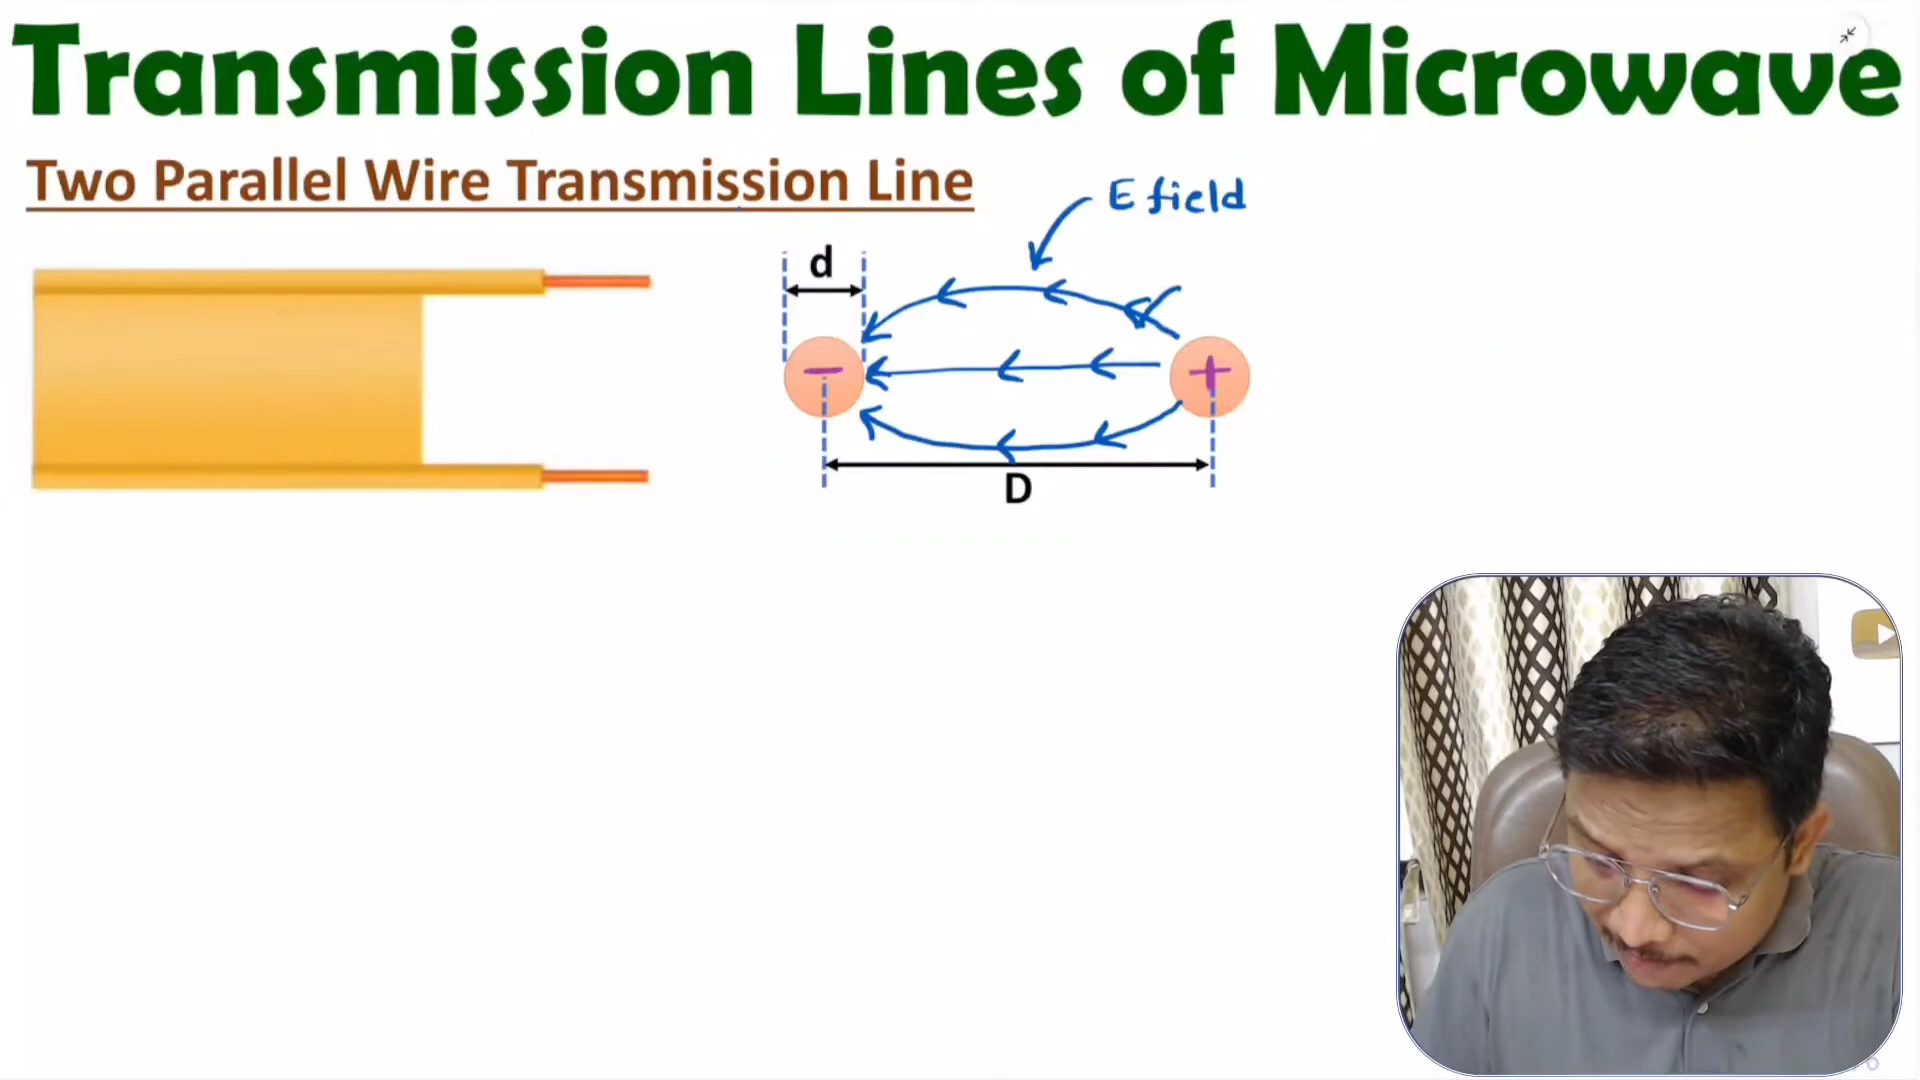 Transmission Lines of Microwave
Two Parallel Wire Transmission Line
E field
d
−
+
D